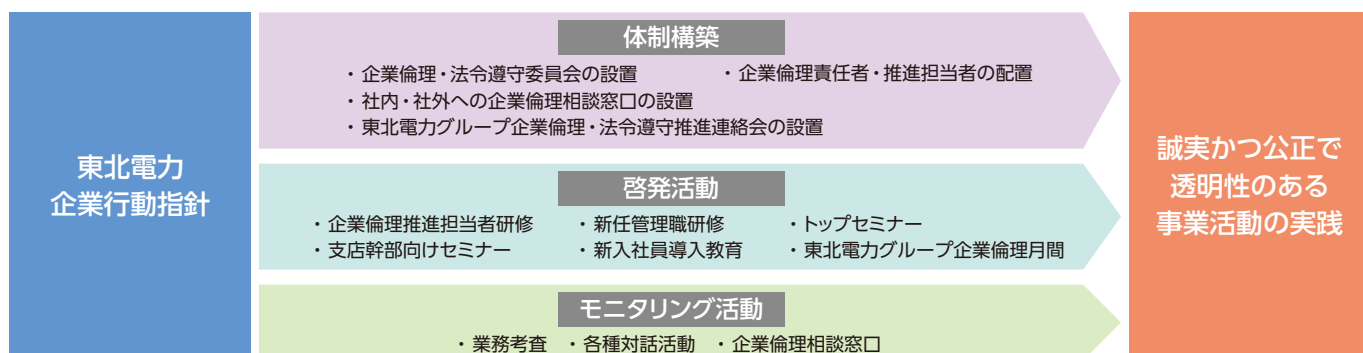 東北電力
企業行動指針
体制構築
・企業倫理・法令遵守委員会の設置 ・企業倫理責任者・推進担当者の配置
・社内・社外への企業倫理相談窓口の設置
・東北電力グループ企業倫理・法令遵守推進連絡会の設置
啓発活動
・企業倫理推進担当者研修 ・新任管理職研修 ・トップセミナー
・支店幹部向けセミナー ・新入社員導入教育 ・東北電力グループ企業倫理月間
モニタリング活動
・業務考査 ・各種対話活動 ・企業倫理相談窓口
誠実かつ公正で
透明性のある
事業活動の実践